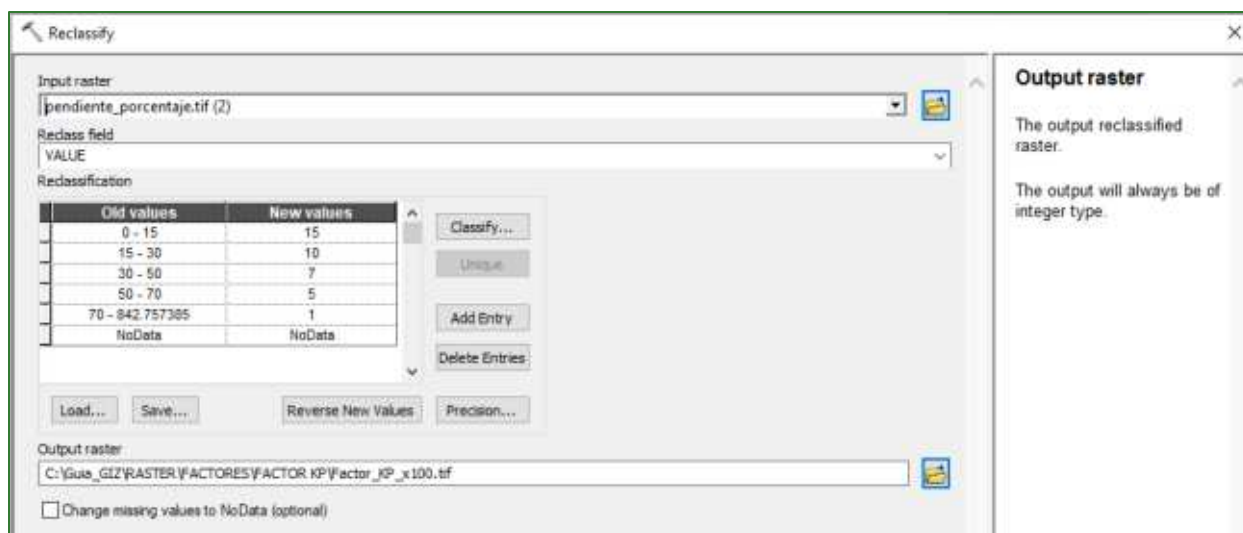 Reclassify
Input raster
pendiente_porcentaje.tif (2)
Reclass field
VALUE
Reclassification
Old values New values
0 - 15 15
15 - 30 10
30 - 50 7
50 - 70 5
70 - 842.757385 1
NoData NoData
Classify...
Unique
Add Entry
Delete Entries
Load... Save... Reverse New Values Precision...
Output raster
C:\Guia_GIZ\RASTER\FACTORES\FACTOR KP\Factor_KP_x100.tif
Change missing values to NoData (optional)
Output raster
The output reclassified
raster.
The output will always be of
integer type.